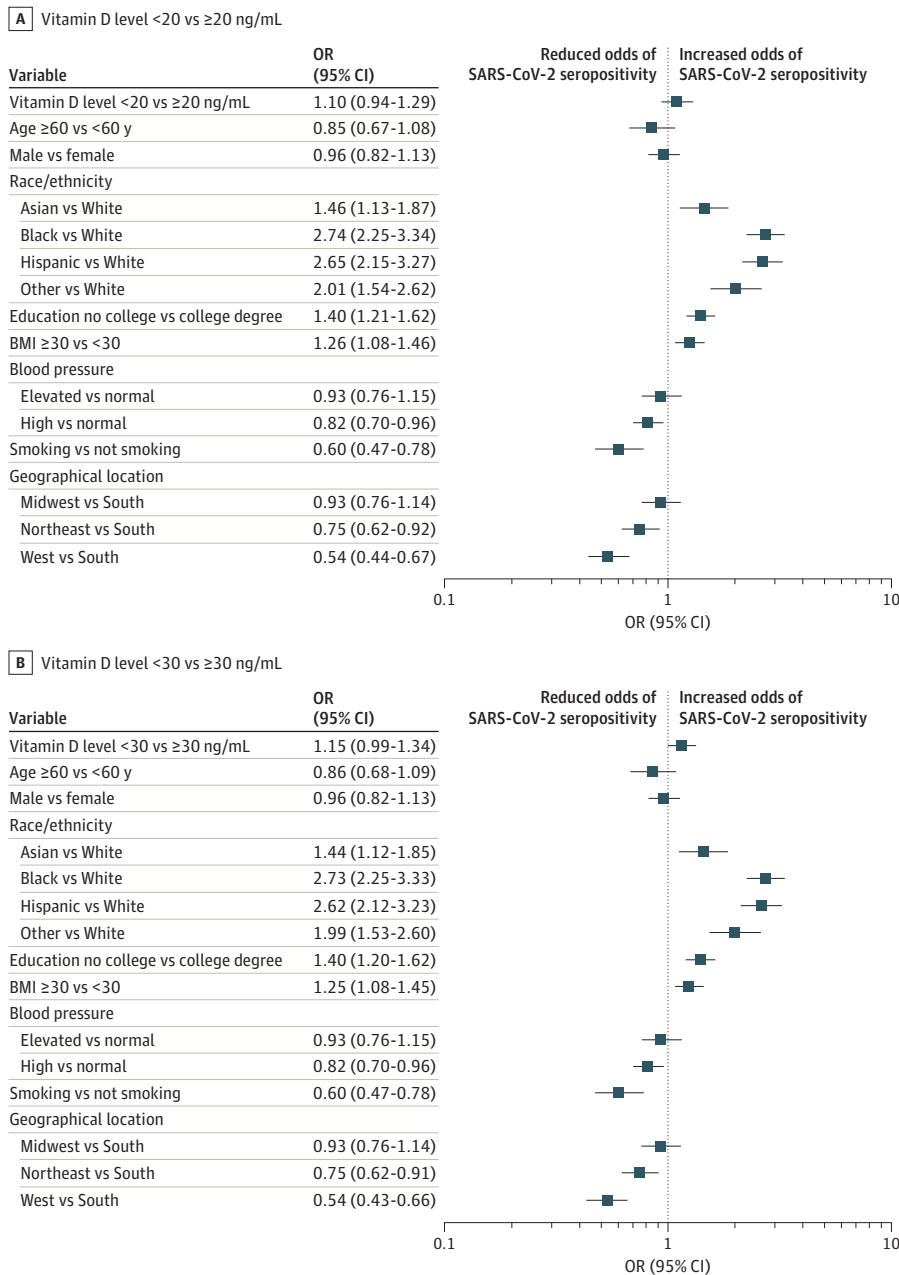 A Vitamin D level <20 vs ≥20 ng/mL
Variable OR (95% CI) Reduced odds of SARS-CoV-2 seropositivity Increased odds of SARS-CoV-2 seropositivity
Vitamin D level <20 vs ≥20 ng/mL 1.10 (0.94-1.29)
Age ≥60 vs <60 y 0.85 (0.67-1.08)
Male vs female 0.96 (0.82-1.13)
Race/ethnicity
Asian vs White 1.46 (1.13-1.87)
Black vs White 2.74 (2.25-3.34)
Hispanic vs White 2.65 (2.15-3.27)
Other vs White 2.01 (1.54-2.62)
Education no college vs college degree 1.40 (1.21-1.62)
BMI ≥30 vs <30 1.26 (1.08-1.46)
Blood pressure
Elevated vs normal 0.93 (0.76-1.15)
High vs normal 0.82 (0.70-0.96)
Smoking vs not smoking 0.60 (0.47-0.78)
Geographical location
Midwest vs South 0.93 (0.76-1.14)
Northeast vs South 0.75 (0.62-0.92)
West vs South 0.54 (0.44-0.67)
0.1 1 10
OR (95% CI)
B Vitamin D level <30 vs ≥30 ng/mL
Variable OR (95% CI) Reduced odds of SARS-CoV-2 seropositivity Increased odds of SARS-CoV-2 seropositivity
Vitamin D level <30 vs ≥30 ng/mL 1.15 (0.99-1.34)
Age ≥60 vs <60 y 0.86 (0.68-1.09)
Male vs female 0.96 (0.82-1.13)
Race/ethnicity
Asian vs White 1.44 (1.12-1.85)
Black vs White 2.73 (2.25-3.33)
Hispanic vs White 2.62 (2.12-3.23)
Other vs White 1.99 (1.53-2.60)
Education no college vs college degree 1.40 (1.20-1.62)
BMI ≥30 vs <30 1.25 (1.08-1.45)
Blood pressure
Elevated vs normal 0.93 (0.76-1.15)
High vs normal 0.82 (0.70-0.96)
Smoking vs not smoking 0.60 (0.47-0.78)
Geographical location
Midwest vs South 0.93 (0.76-1.14)
Northeast vs South 0.75 (0.62-0.91)
West vs South 0.54 (0.43-0.66)
0.1 1 10
OR (95% CI)